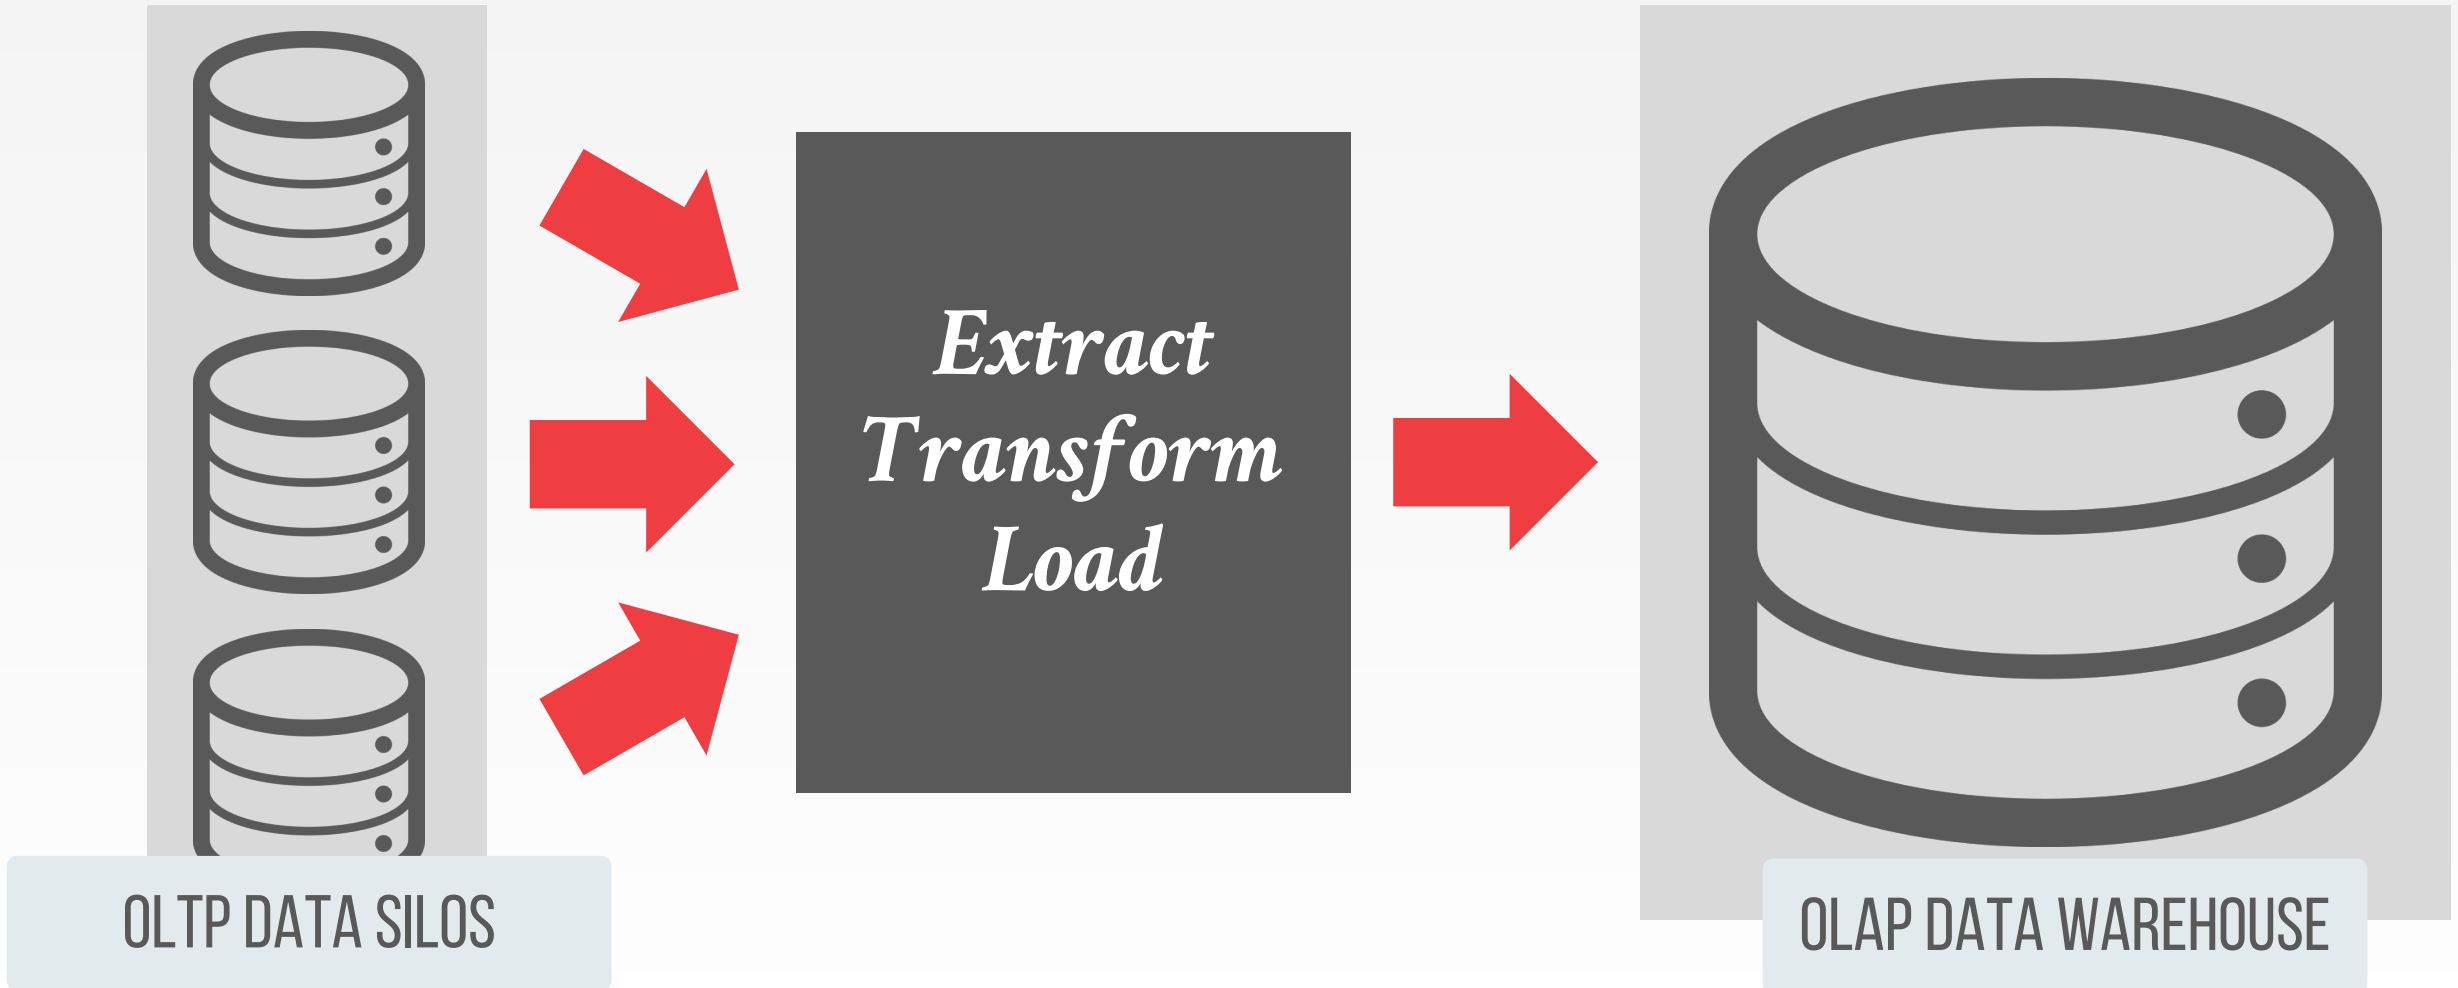 Extract
Transform
Load
OLTP DATA SILOS
OLAP DATA WAREHOUSE